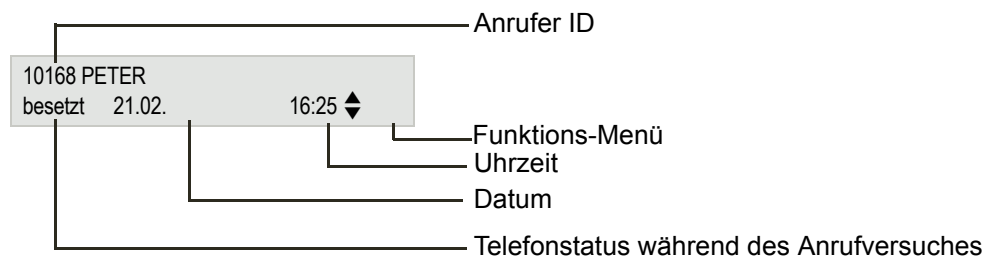 Anrufer ID
10168 PETER
besetzt 21.02. 16:25
Funktions-Menü
Uhrzeit
Datum
Telefonstatus während des Anrufversuches